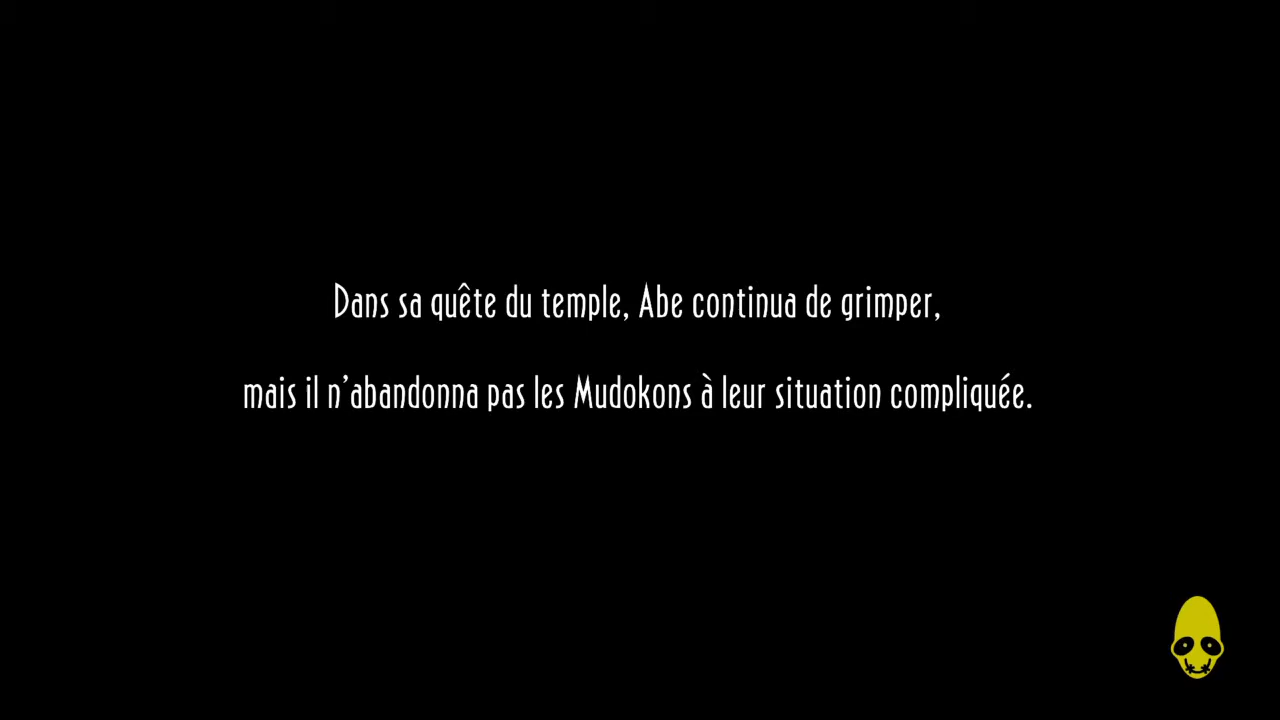 Dans sa quête du temple, Abe continua de grimper,
mais il n’abandonna pas les Mudokons à leur situation compliquée.